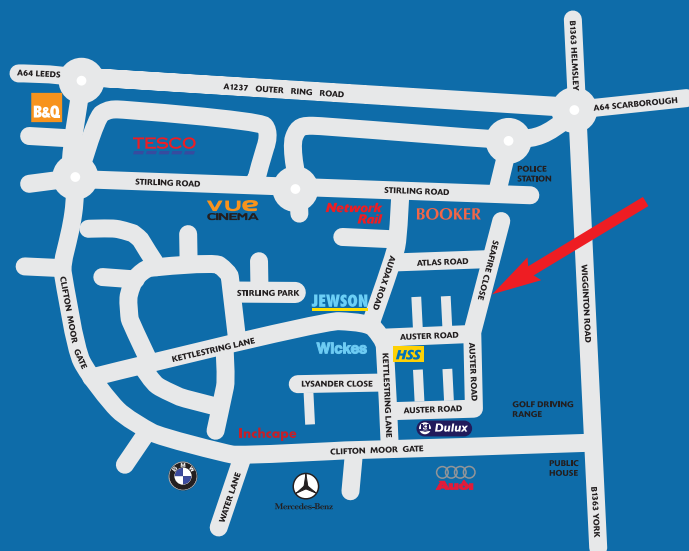 B1363 HELMSLEY
A64 LEEDS
A1237 OUTER RING ROAD
A64 SCARBOROUGH
B&Q
TESCO
POLICE
STATION
STIRLING ROAD
STIRLING ROAD
VUE
CINEMA
Network
Rail
BOOKER
SEAFIRE CLOSE
ATLAS ROAD
AUDAX ROAD
WIGGINTON ROAD
CLIFTON MOOR GATE
STIRLING PARK
JEWSON
AUSTER ROAD
KETTLESTRING LANE
Wickes
HSS
KETTLESTRING LANE
AUSTER ROAD
LYSANDER CLOSE
AUSTER ROAD
GOLF DRIVING
RANGE
Dulux
Inchcape
CLIFTON MOOR GATE
PUBLIC
HOUSE
BMW
WATER LANE
Mercedes-Benz
Audi
B1363 YORK